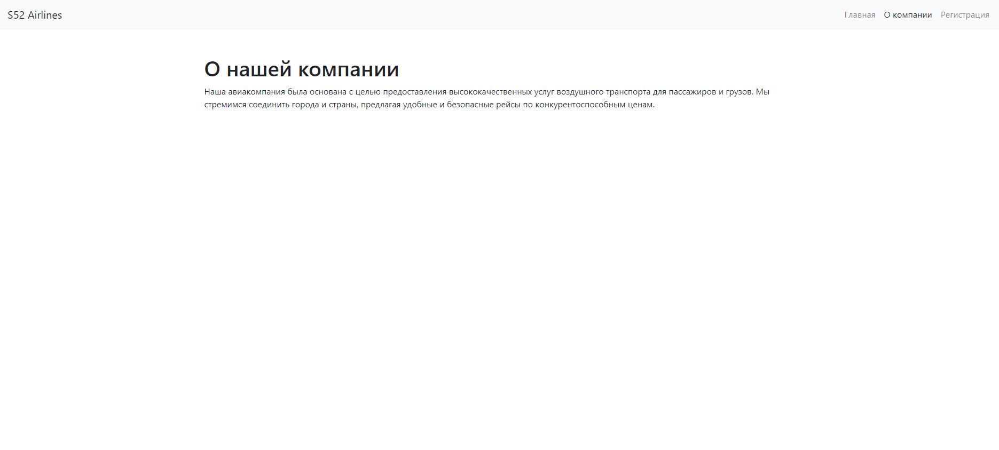 S52 Airlines
Главная
О компании
Регистрация
О нашей компании
Наша авиакомпания была основана с целью предоставления высококачественных услуг воздушного транспорта для пассажиров и грузов. Мы
стремимся соединить города и страны, предлагая удобные и безопасные рейсы по конкурентоспособным ценам.